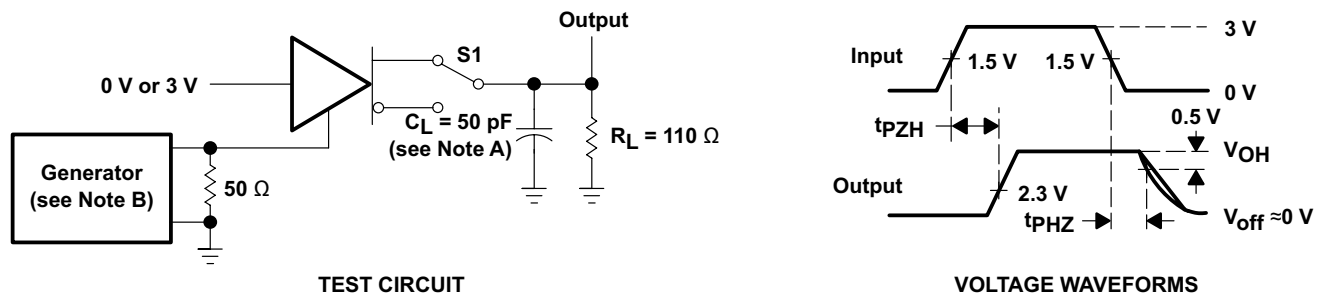 Output
S1
0 V or 3 V
C_L = 50 pF
(see Note A)
R_L = 110 Ω
Generator
(see Note B)
50 Ω
TEST CIRCUIT
3 V
Input
1.5 V
1.5 V
0 V
0.5 V
t_PZH
V_OH
Output
2.3 V
t_PHZ
V_off ≈0 V
VOLTAGE WAVEFORMS